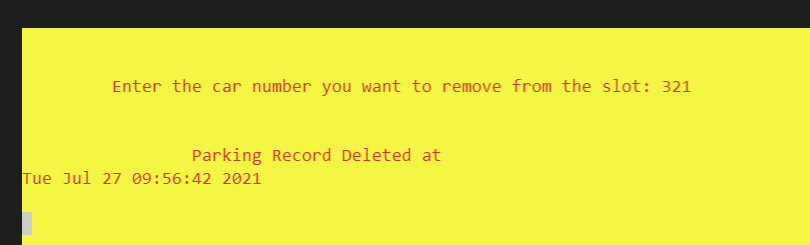 Enter the car number you want to remove from the slot: 321
Parking Record Deleted at
Tue Jul 27 09:56:42 2021